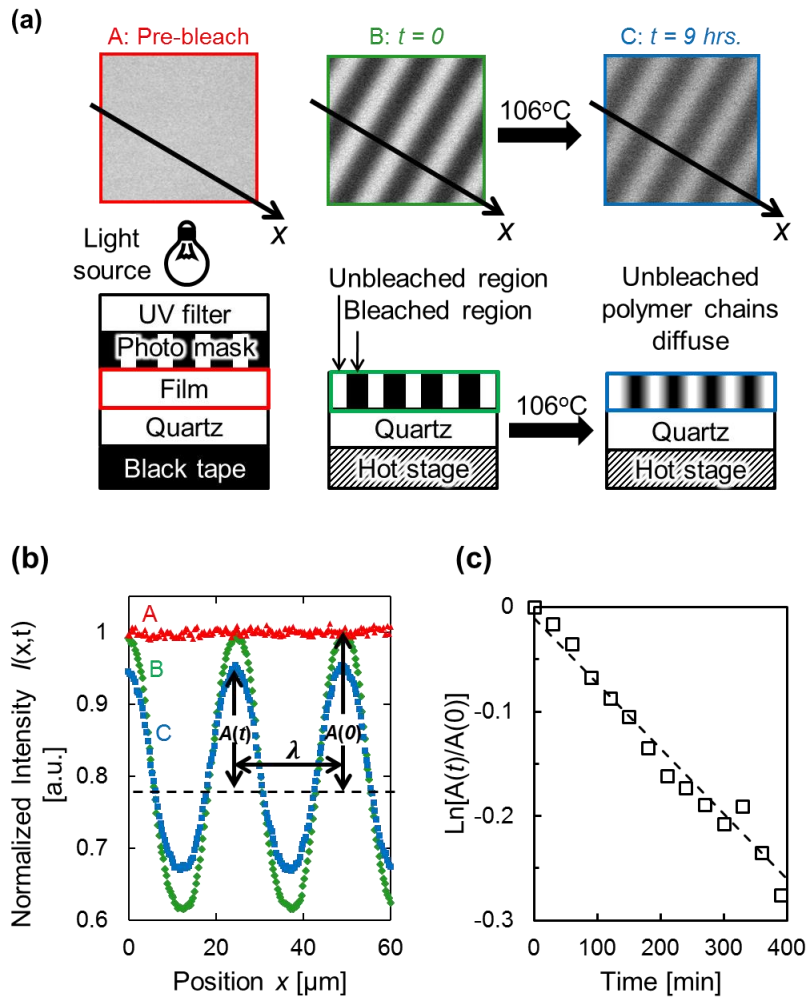 (a)
A: Pre-bleach
B: t = 0
C: t = 9 hrs.
106°C
x
x
x
Light
source
UV filter
Photo mask
Film
Quartz
Black tape
Unbleached region
Bleached region
Quartz
Hot stage
106°C
Unbleached
polymer chains
diffuse
Quartz
Hot stage
(b)
Normalized Intensity I(x,t)
[a.u.]
1
0.9
0.8
0.7
0.6
A
B
C
A(t)
A(0)
λ
0
20
40
60
Position x [µm]
(c)
Ln[A(t)/A(0)]
0
-0.1
-0.2
-0.3
0
100
200
300
400
Time [min]